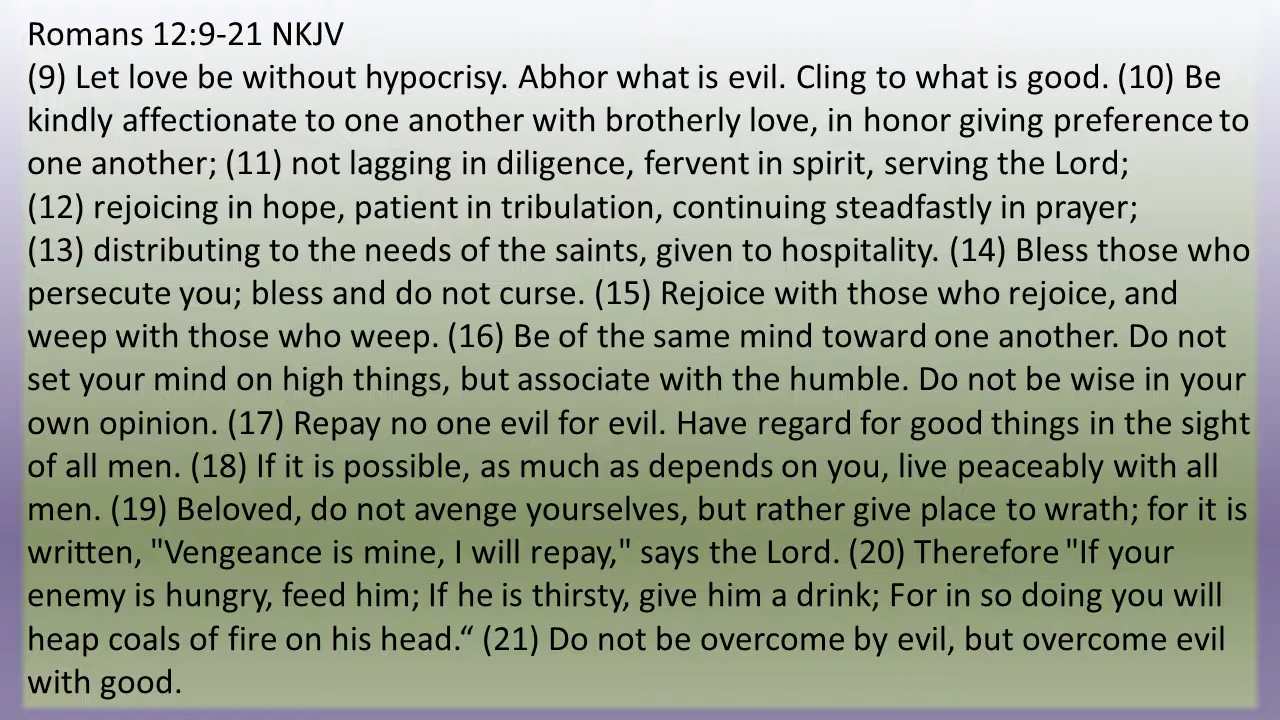 Romans 12:9-21 NKJV
(9) Let love be without hypocrisy. Abhor what is evil. Cling to what is good. (10) Be
kindly affectionate to one another with brotherly love, in honor giving preference to
one another; (11) not lagging in diligence, fervent in spirit, serving the Lord;
(12) rejoicing in hope, patient in tribulation, continuing steadfastly in prayer;
(13) distributing to the needs of the saints, given to hospitality. (14) Bless those who
persecute you; bless and do not curse. (15) Rejoice with those who rejoice, and
weep with those who weep. (16) Be of the same mind toward one another. Do not
set your mind on high things, but associate with the humble. Do not be wise in your
own opinion. (17) Repay no one evil for evil. Have regard for good things in the sight
of all men. (18) If it is possible, as much as depends on you, live peaceably with all
men. (19) Beloved, do not avenge yourselves, but rather give place to wrath; for it is
written, "Vengeance is mine, I will repay," says the Lord. (20) Therefore "If your
enemy is hungry, feed him; If he is thirsty, give him a drink; For in so doing you will
heap coals of fire on his head.“ (21) Do not be overcome by evil, but overcome evil
with good.